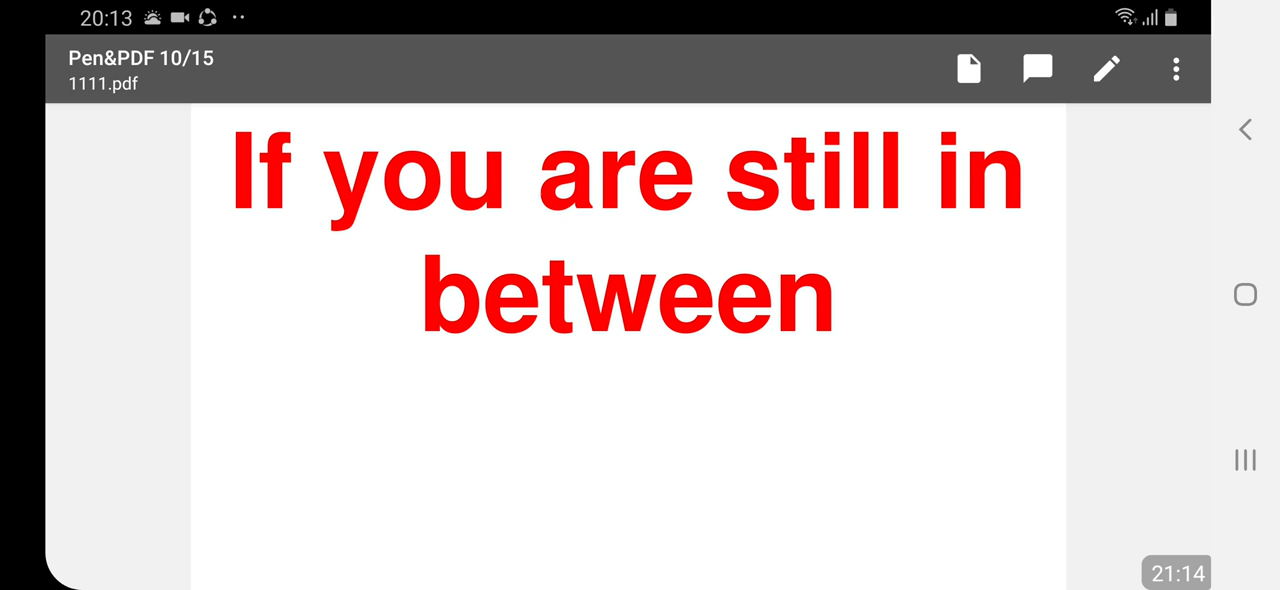 20:13
Pen&PDF 10/15
1111.pdf
If you are still in
between
21:14